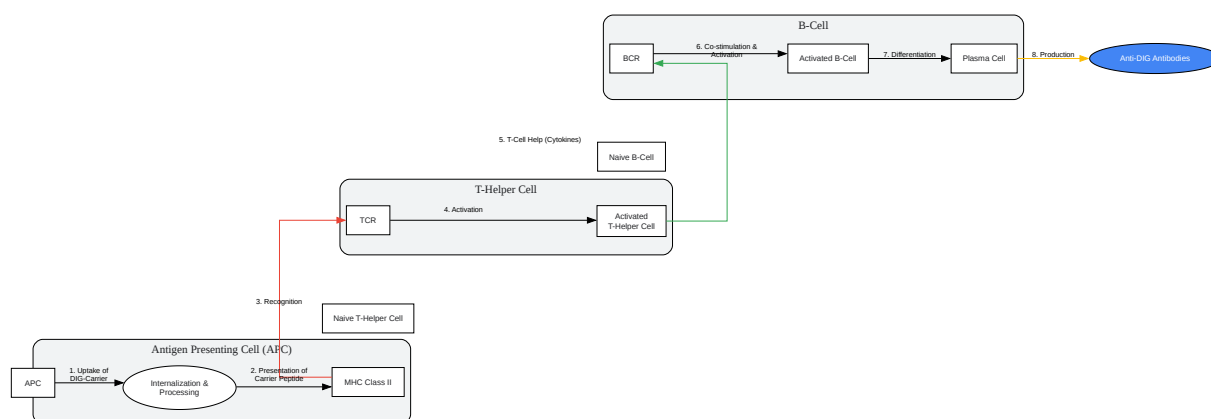 B-Cell
6. Co-stimulation &
Activation
BCR
Activated B-Cell
7. Differentiation
Plasma Cell
8. Production
Anti-DIG Antibodies
5. T-Cell Help (Cytokines)
Naive B-Cell
T-Helper Cell
TCR
4. Activation
Activated
T-Helper Cell
3. Recognition
Naive T-Helper Cell
Antigen Presenting Cell (APC)
APC
1. Uptake of
DIG-Carrier
Internalization &
Processing
2. Presentation of
Carrier Peptide
MHC Class II